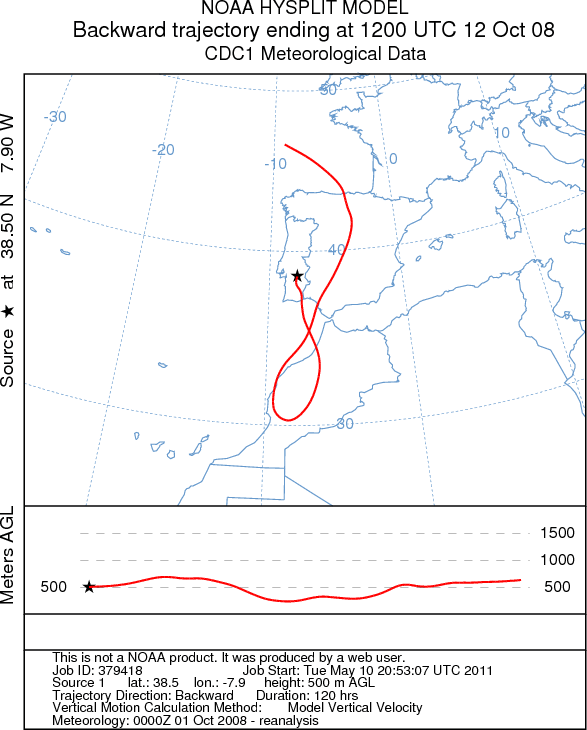 NOAA HYSPLIT MODEL
Backward trajectory ending at 1200 UTC 12 Oct 08
CDC1 Meteorological Data
Source ★ at 38.50 N 7.90 W
-30
-20
-10
0
10
50
40
30
Meters AGL
1500
1000
500
500
This is not a NOAA product. It was produced by a web user.
Job ID: 379418 Job Start: Tue May 10 20:53:07 UTC 2011
Source 1 lat.: 38.5 lon.: -7.9 height: 500 m AGL
Trajectory Direction: Backward Duration: 120 hrs
Vertical Motion Calculation Method: Model Vertical Velocity
Meteorology: 0000Z 01 Oct 2008 - reanalysis